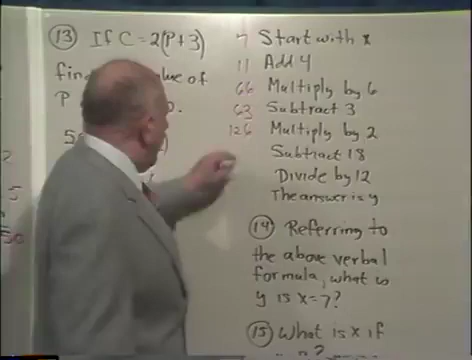 ⑬ If C = 2(P+3)
find value of
P
7 Start with x
11 Add 4
66 Multiply by 6
63 Subtract 3
126 Multiply by 2
Subtract 18
Divide by 12
The answer is y
⑭ Referring to
the above verbal
formula, what is
y is x=7?
⑮ What is x if
5
50